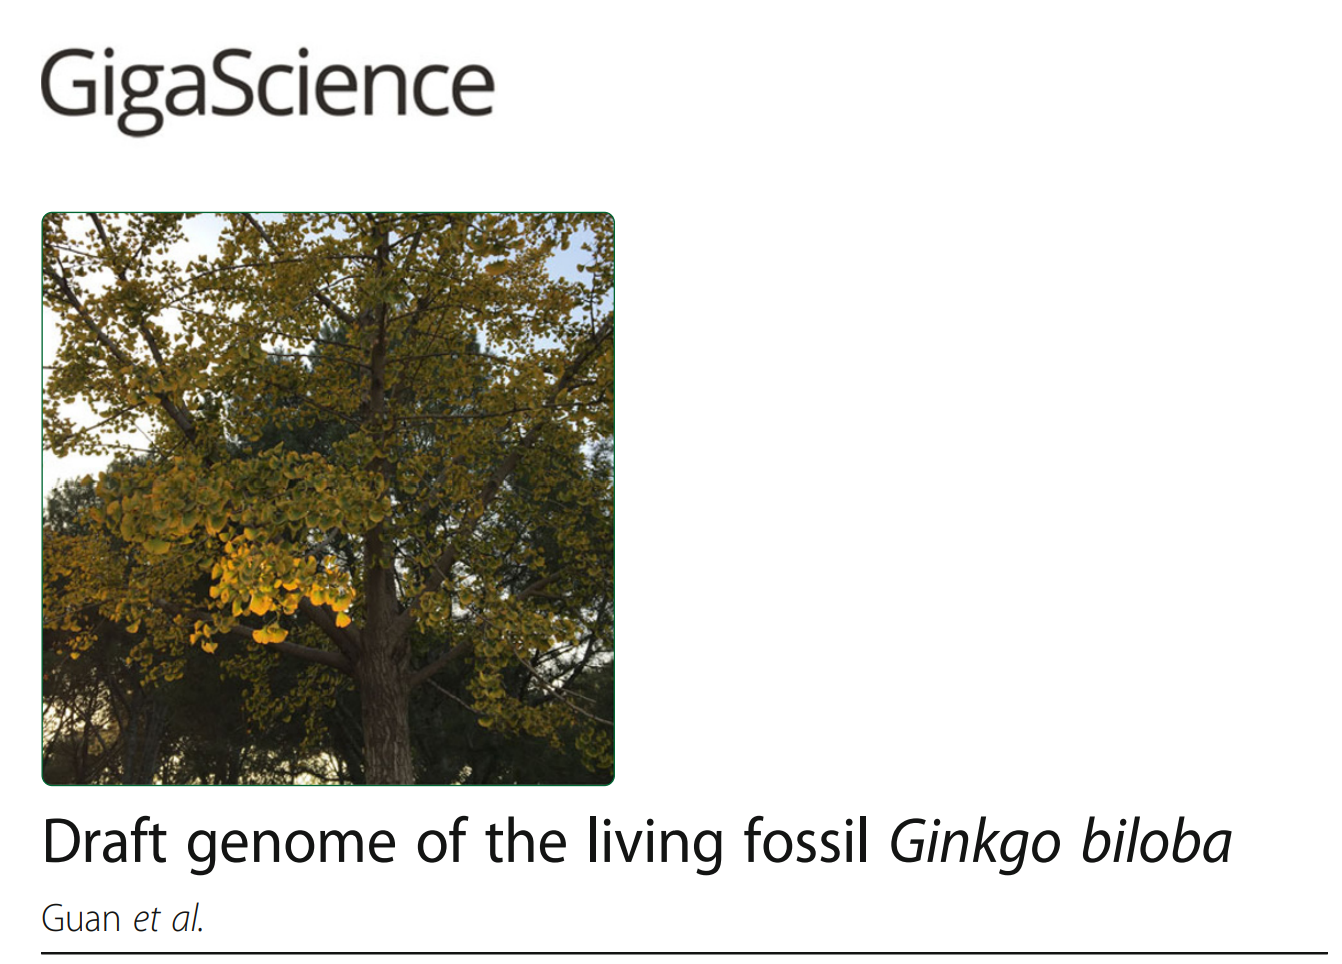 GigaScience
Draft genome of the living fossil Ginkgo biloba
Guan et al.